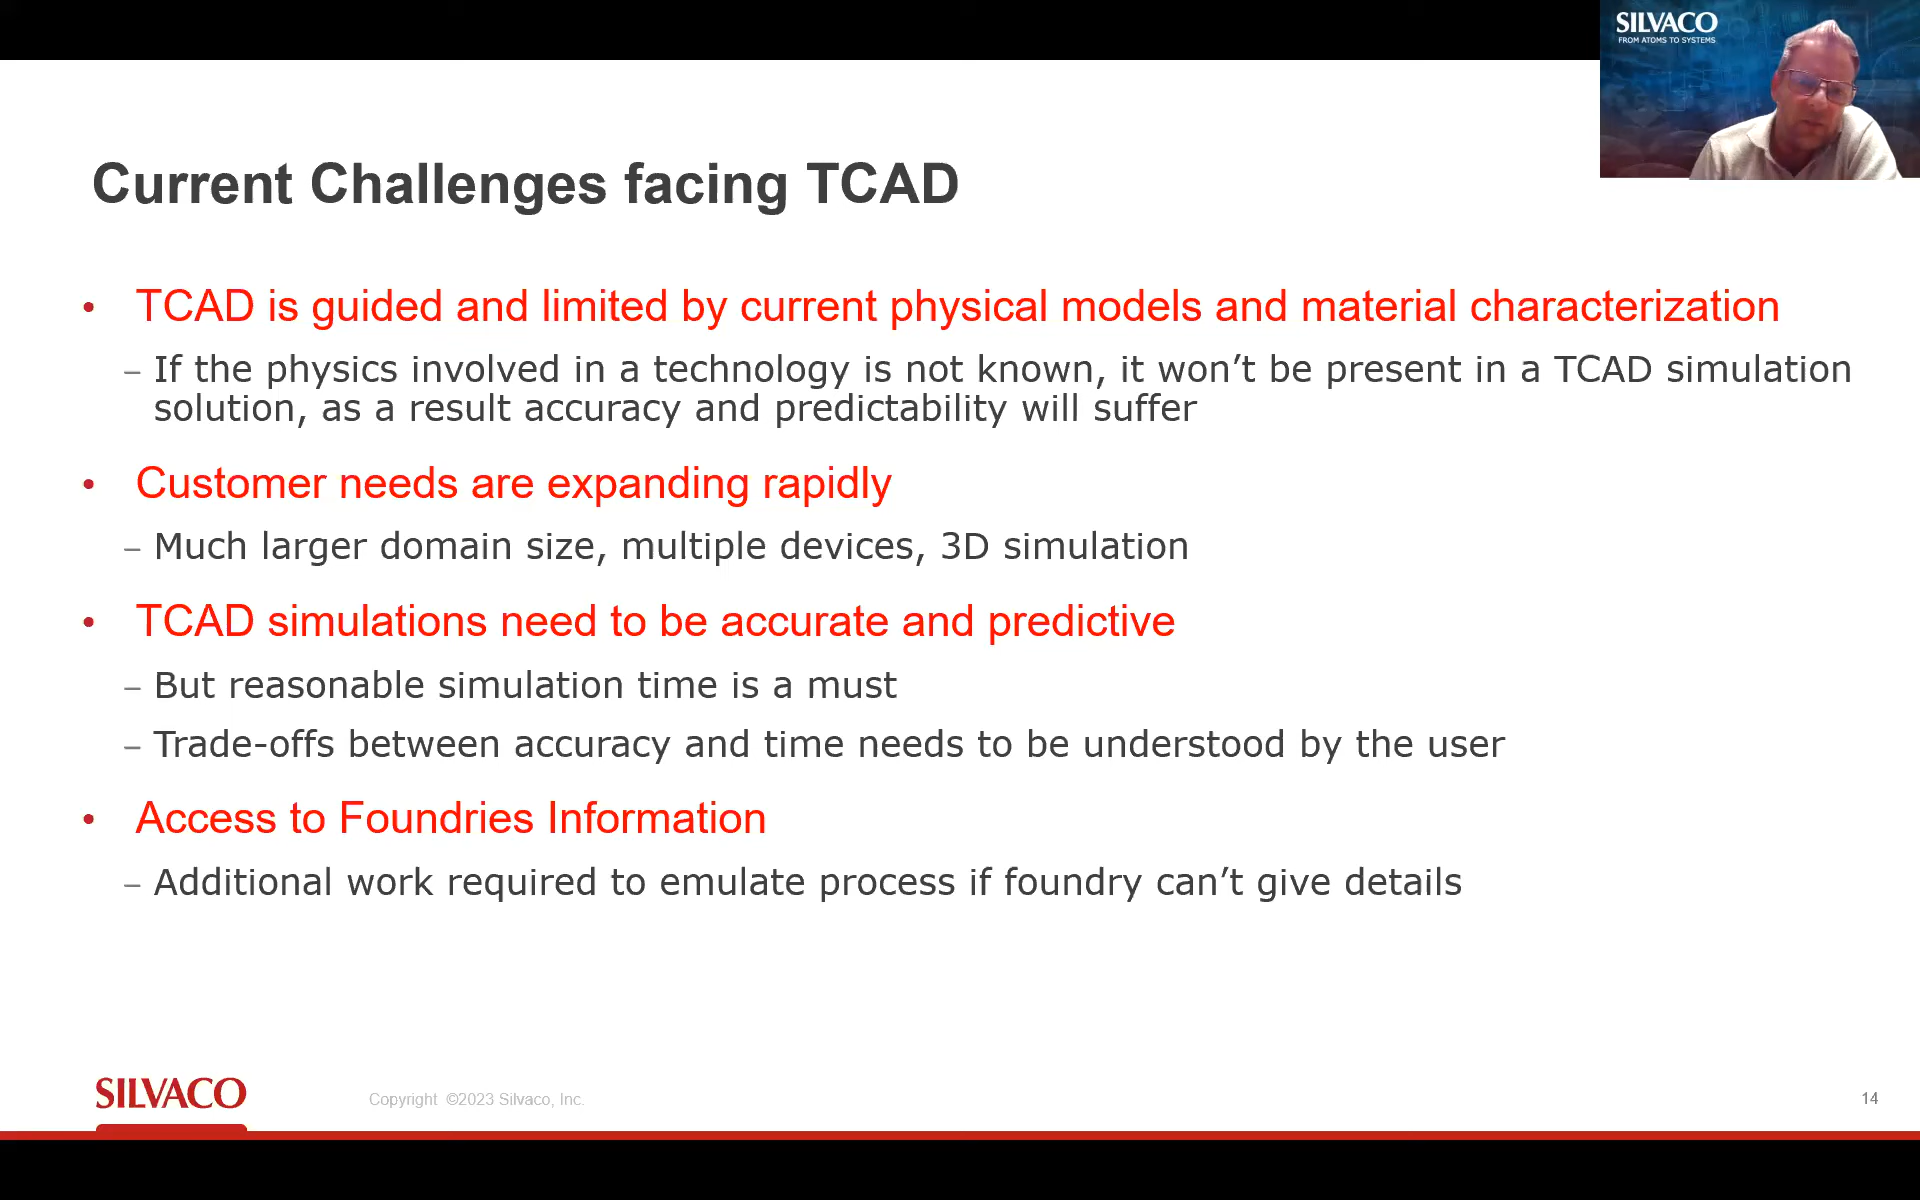 SILVACO
FROM ATOMS TO SYSTEMS
Current Challenges facing TCAD
• TCAD is guided and limited by current physical models and material characterization
– If the physics involved in a technology is not known, it won’t be present in a TCAD simulation
solution, as a result accuracy and predictability will suffer
• Customer needs are expanding rapidly
– Much larger domain size, multiple devices, 3D simulation
• TCAD simulations need to be accurate and predictive
– But reasonable simulation time is a must
– Trade-offs between accuracy and time needs to be understood by the user
• Access to Foundries Information
– Additional work required to emulate process if foundry can’t give details
SILVACO
Copyright ©2023 Silvaco, Inc.
14